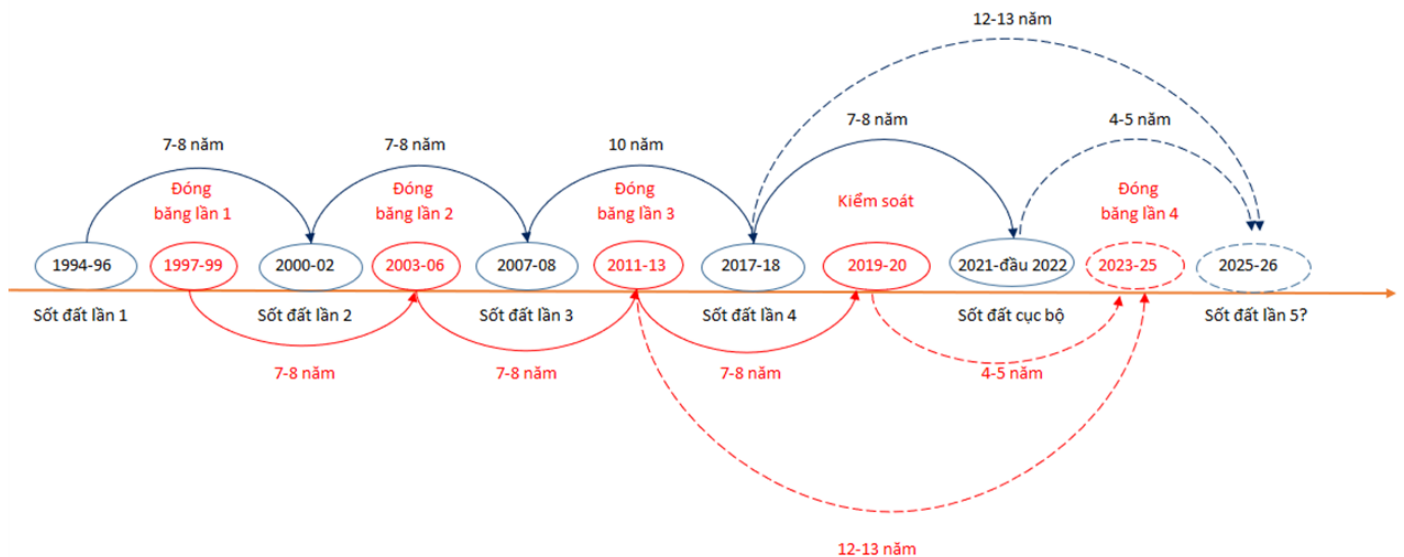 12-13 năm
7-8 năm
7-8 năm
10 năm
7-8 năm
4-5 năm
Đóng
băng lần 1
Đóng
băng lần 2
Đóng
băng lần 3
Kiểm soát
Đóng
băng lần 4
1994-96
1997-99
2000-02
2003-06
2007-08
2011-13
2017-18
2019-20
2021-đầu 2022
2023-25
2025-26
Sốt đất lần 1
Sốt đất lần 2
Sốt đất lần 3
Sốt đất lần 4
Sốt đất cục bộ
Sốt đất lần 5?
7-8 năm
7-8 năm
7-8 năm
4-5 năm
12-13 năm